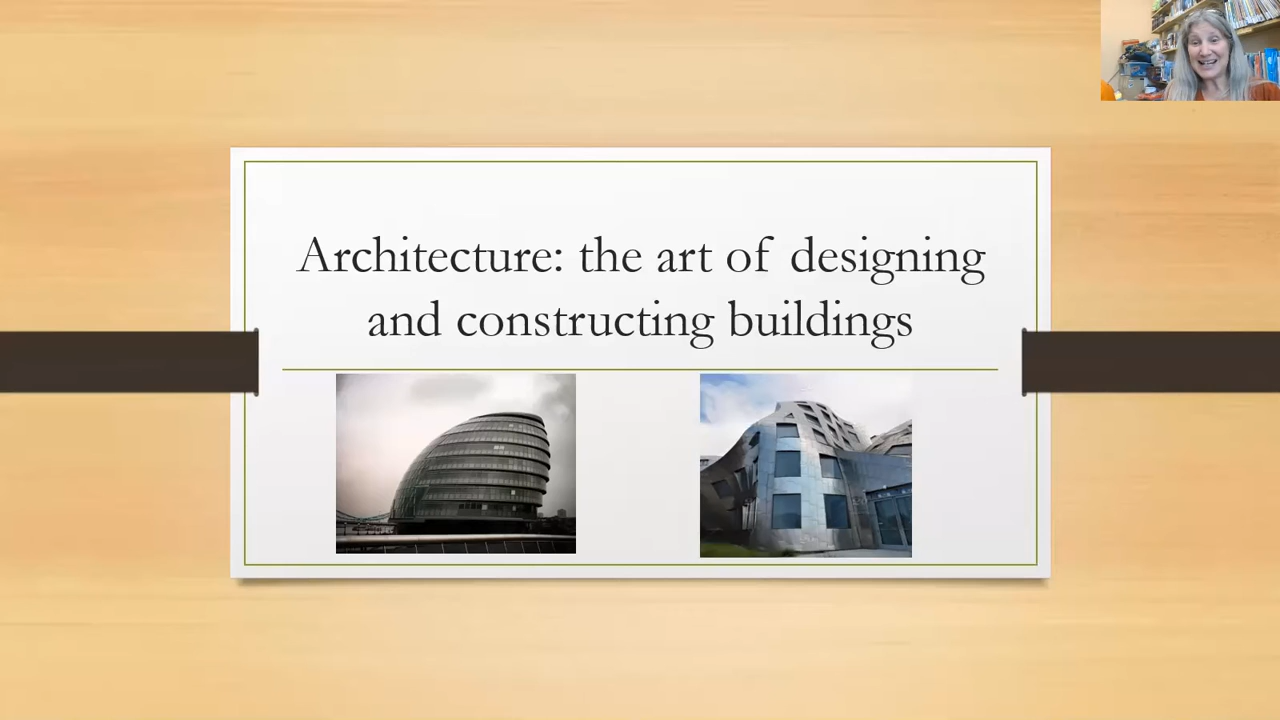 Architecture: the art of designing
and constructing buildings